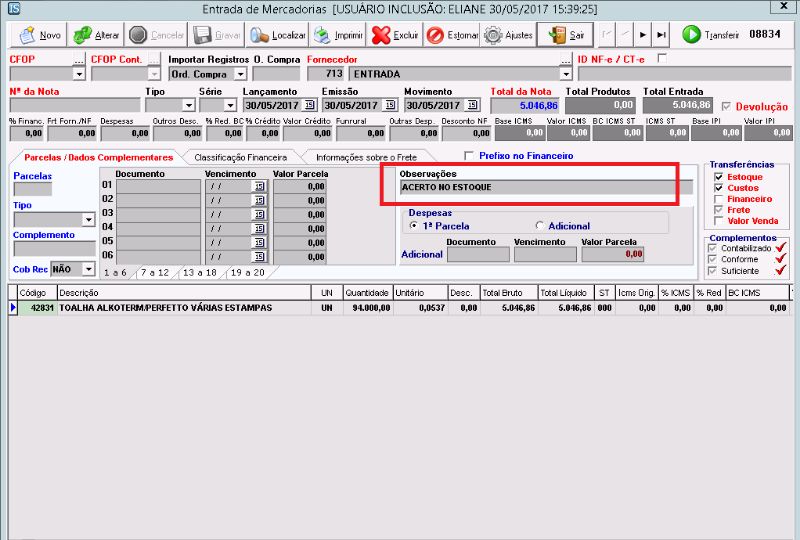 Entrada de Mercadorias [USUÁRIO INCLUSÃO: ELIANE 30/05/2017 15:39:25]
Novo Alterar Cancelar Gravar Localizar Imprimir Excluir Estornar Ajustes Sair Transferir 08834
CFOP ... CFOP Cont. ... Importar Registros O. Compra Fornecedor ... ID NF-e / CT-e
Ord. Compra 713 ENTRADA
Nº da Nota Tipo Série Lançamento Emissão Movimento Total da Nota Total Produtos Total Entrada
30/05/2017 15 30/05/2017 15 30/05/2017 15 5.046,86 0,00 5.046,86 Devolução
% Financ. Frt Forn./NF Despesas Outros Desc. % Red. BC % Crédito Valor Crédito Funrural Outras Desp. Desconto NF Base ICMS Valor ICMS BC ICMS ST ICMS ST Base IPI Valor IPI
0,00 0,00 0,00 0,00 0,00 0,00 0,00 0,00 0,00 0,00 0,00 0,00 0,00 0,00 0,00 0,00
Parcelas / Dados Complementares Classificação Financeira Informações sobre o Frete Prefixo no Financeiro
Parcelas
Tipo
Complemento
Cob Rec NÃO
Documento Vencimento Valor Parcela
01 / / 15 0,00
02 / / 15 0,00
03 / / 15 0,00
04 / / 15 0,00
05 / / 15 0,00
06 / / 15 0,00
1 a 6 7 a 12 13 a 18 19 a 20
Observações
ACERTO NO ESTOQUE
Despesas
1ª Parcela Adicional
Documento Vencimento Valor Parcela
Adicional 0,00
Transferências
Estoque
Custos
Financeiro
Frete
Valor Venda
Complementos
Contabilizado
Conforme
Suficiente
Código Descrição UN Quantidade Unitário Desc. Total Bruto Total Líquido ST Icms Orig. % ICMS % Red BC ICMS
42831 TOALHA ALKOTERM/PERFETTO VÁRIAS ESTAMPAS UN 94.000,00 0,0537 0,00 5.046,86 5.046,86 000 0,00 0,00 0,00 0,00